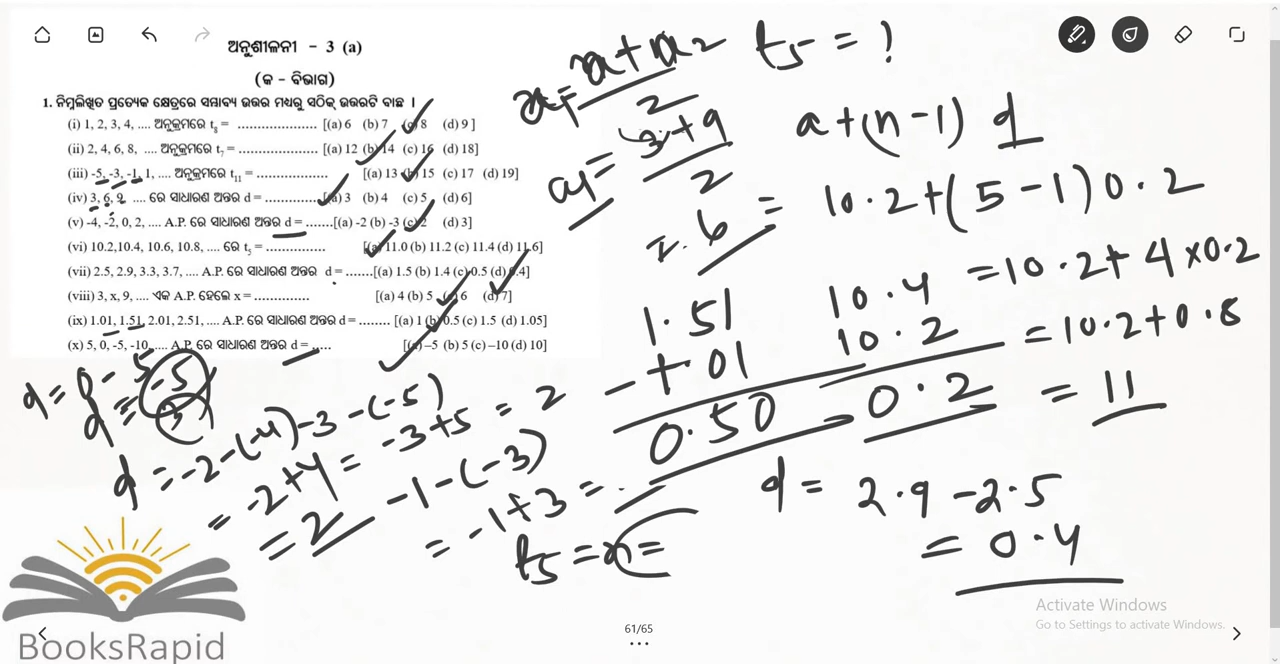 ଅନୁଶୀଳନୀ - 3 (a)
(କ - ବିଭାଗ)
1. ନିମ୍ନଲିଖିତ ପ୍ରତ୍ୟେକ କ୍ଷେତ୍ରରେ ସମ୍ଭାବ୍ୟ ଉତ୍ତର ମଧ୍ୟରୁ ସଠିକ୍ ଉତ୍ତରଟି ବାଛ ।
(i) 1, 2, 3, 4, .... ଅନୁକ୍ରମରେ t₈ = .................... [(a) 6 (b) 7 (c) 8 (d) 9 ]
(ii) 2, 4, 6, 8, .... ଅନୁକ୍ରମରେ t₇ = .................... [(a) 12 (b) 14 (c) 16 (d) 18]
(iii) -5, -3, -1, 1, .... ଅନୁକ୍ରମରେ t₁₁ = .................. [(a) 13 (b) 15 (c) 17 (d) 19]
(iv) 3, 6, 9, .... ରେ ସାଧାରଣ ଅନ୍ତର d = .................. [(a) 3 (b) 4 (c) 5 (d) 6]
(v) -4, -2, 0, 2, .... A.P. ରେ ସାଧାରଣ ଅନ୍ତର d = .......[(a) -2 (b) -3 (c) 2 (d) 3]
(vi) 10.2,10.4, 10.6, 10.8, .... ରେ t₅ = ............... [(a) 11.0 (b) 11.2 (c) 11.4 (d) 11.6]
(vii) 2.5, 2.9, 3.3, 3.7, .... A.P. ରେ ସାଧାରଣ ଅନ୍ତର d = .......[(a) 1.5 (b) 1.4 (c) 0.5 (d) 0.4]
(viii) 3, x, 9, .... ଏକ A.P. ହେଲେ x = ............. [(a) 4 (b) 5 (c) 6 (d) 7]
(ix) 1.01, 1.51, 2.01, 2.51, .... A.P. ରେ ସାଧାରଣ ଅନ୍ତର d = ........ [(a) 1 (b) 0.5 (c) 1.5 (d) 1.05]
(x) 5, 0, -5, -10, .... A.P. ରେ ସାଧାରଣ ଅନ୍ତର d = ..... [(a) -5 (b) 5 (c) -10 (d) 10]
t₅ = ?
a+(n-1) d
3+9
2
= 6
= 10.2+(5-1)0.2
= 10.2+4×0.2
= 10.2+0.8
= 11
10.4
10.2
0.2
1.51
0.50
d = 0-5
d = -5
d = -2-(-4)
= -2+4
= 2
-3-(-5)
-3+5 = 2
-1-(-3)
= -1+3 =
t₅ = n =
d = 2.9-2.5
= 0.4
BooksRapid
61/65
Activate Windows
Go to Settings to activate Windows.